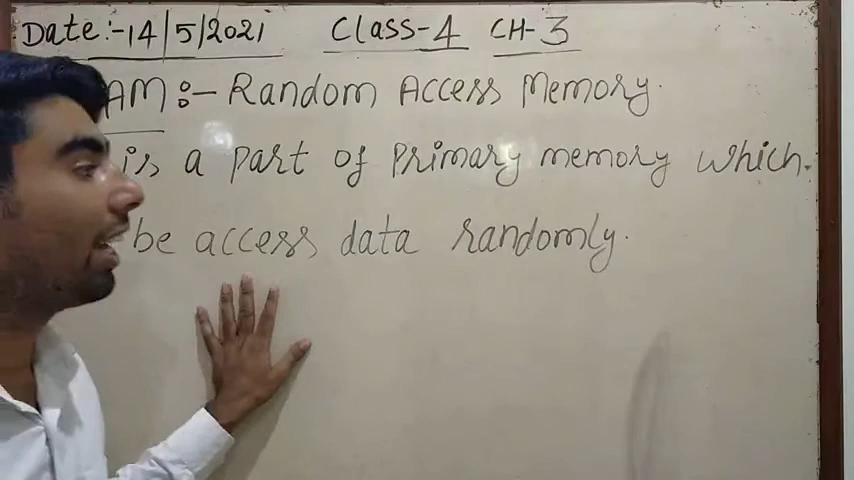 Date:-14/5/2021 Class-4 CH-3
AM :- Random Access Memory.
is a part of Primary memory which.
be access data randomly.